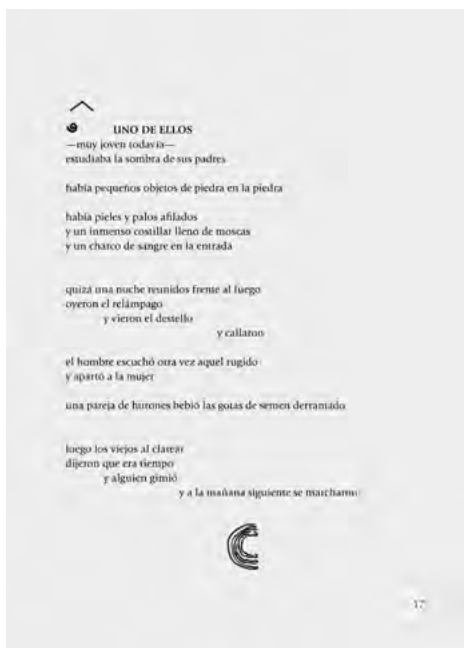 UNO DE ELLOS
—muy joven todavía—
estudiaba la sombra de sus padres
había pequeños objetos de piedra en la piedra
había pieles y palos afilados
y un inmenso costillar lleno de moscas
y un charco de sangre en la entrada
quizá una noche reunidos frente al fuego
oyeron el relámpago
y vieron el destello
y callaron
el hombre escuchó otra vez aquel rugido
y apartó a la mujer
una pareja de hurones bebió las gotas de semen derramado
luego los viejos al clarear
dijeron que era tiempo
y alguien gimió
y a la mañana siguiente se marcharon
17